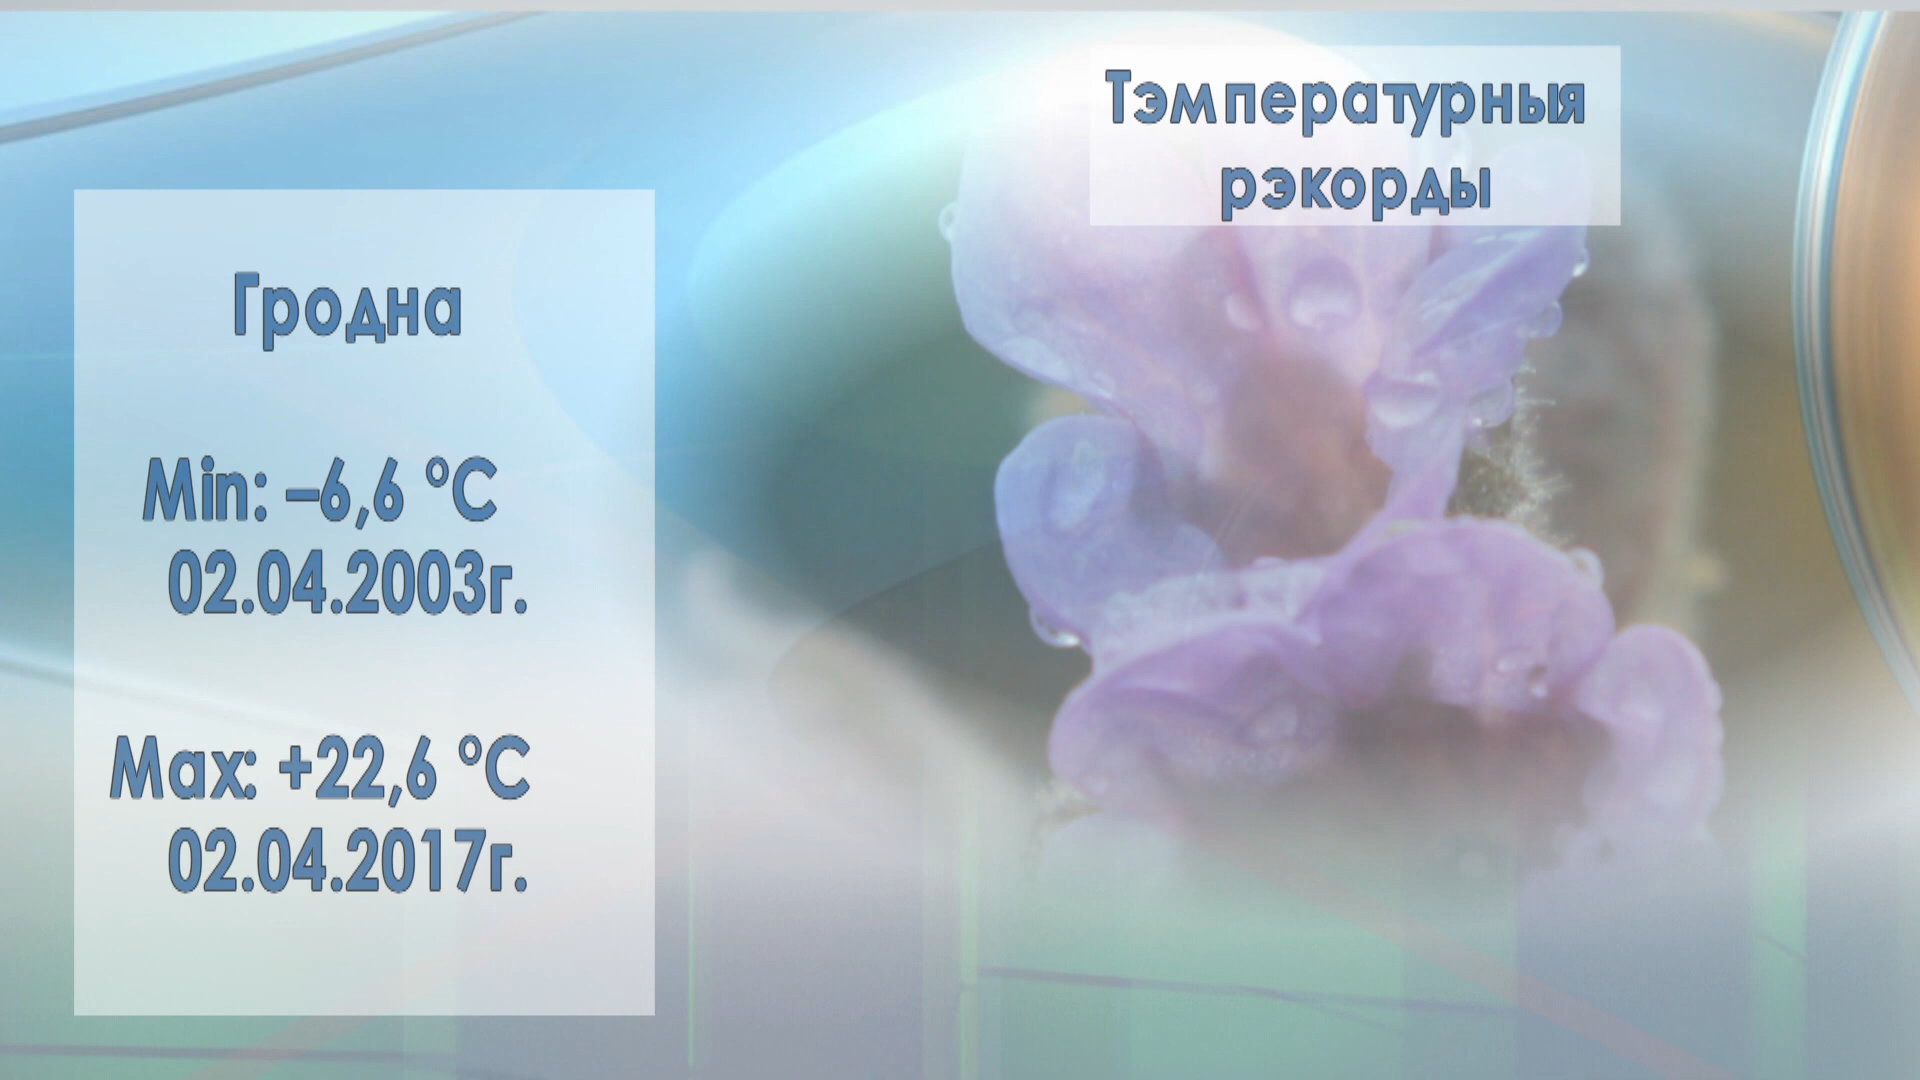 Тэмпературныя
рэкорды
Гродна
Min: –6,6 °C
02.04.2003г.
Max: +22,6 °C
02.04.2017г.